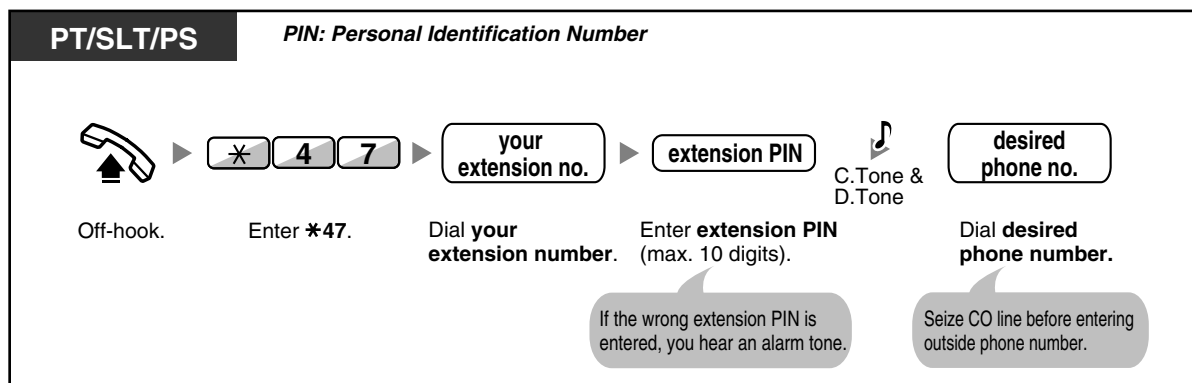 PT/SLT/PS
PIN: Personal Identification Number
* 4 7
your
extension no.
extension PIN
C.Tone &
D.Tone
desired
phone no.
Off-hook.
Enter *47.
Dial your
extension number.
Enter extension PIN
(max. 10 digits).
Dial desired
phone number.
If the wrong extension PIN is
entered, you hear an alarm tone.
Seize CO line before entering
outside phone number.